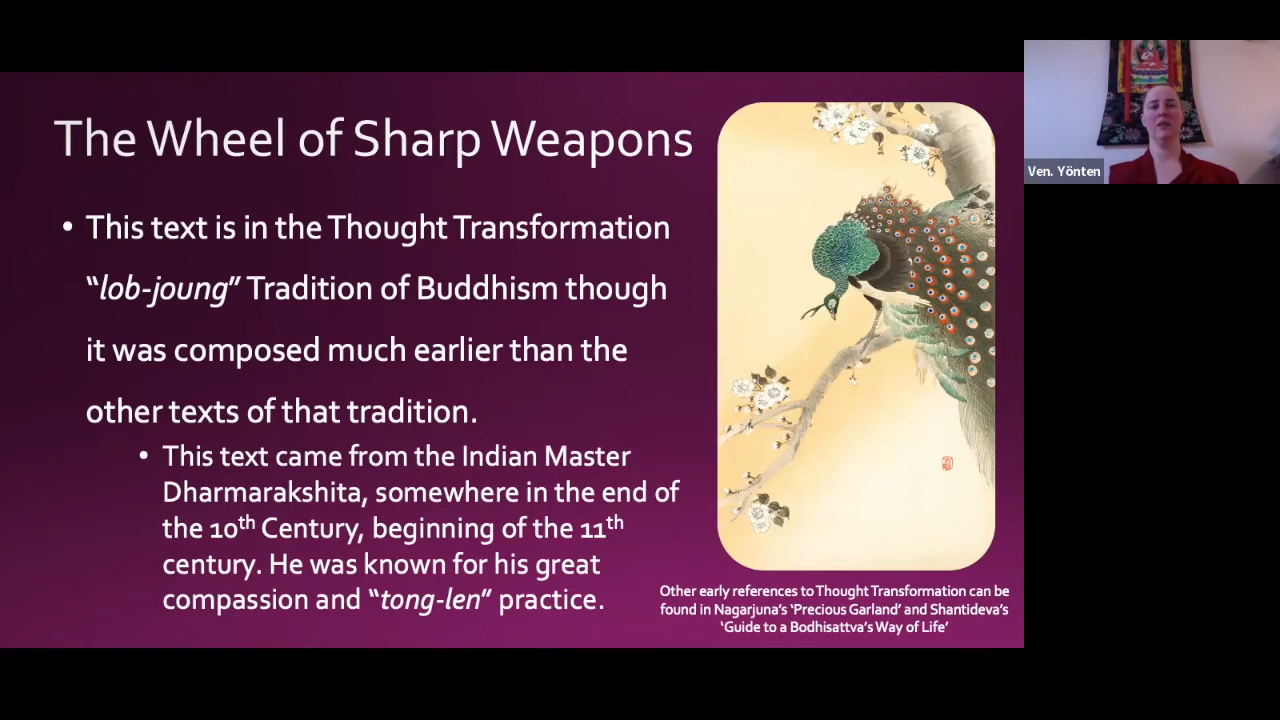 The Wheel of Sharp Weapons
• This text is in the Thought Transformation
“lob-joung” Tradition of Buddhism though
it was composed much earlier than the
other texts of that tradition.
• This text came from the Indian Master
Dharmarakshita, somewhere in the end of
the 10th Century, beginning of the 11th
century. He was known for his great
compassion and “tong-len” practice.
Other early references to Thought Transformation can be
found in Nagarjuna’s ‘Precious Garland’ and Shantideva’s
‘Guide to a Bodhisattva’s Way of Life’
Ven. Yönten